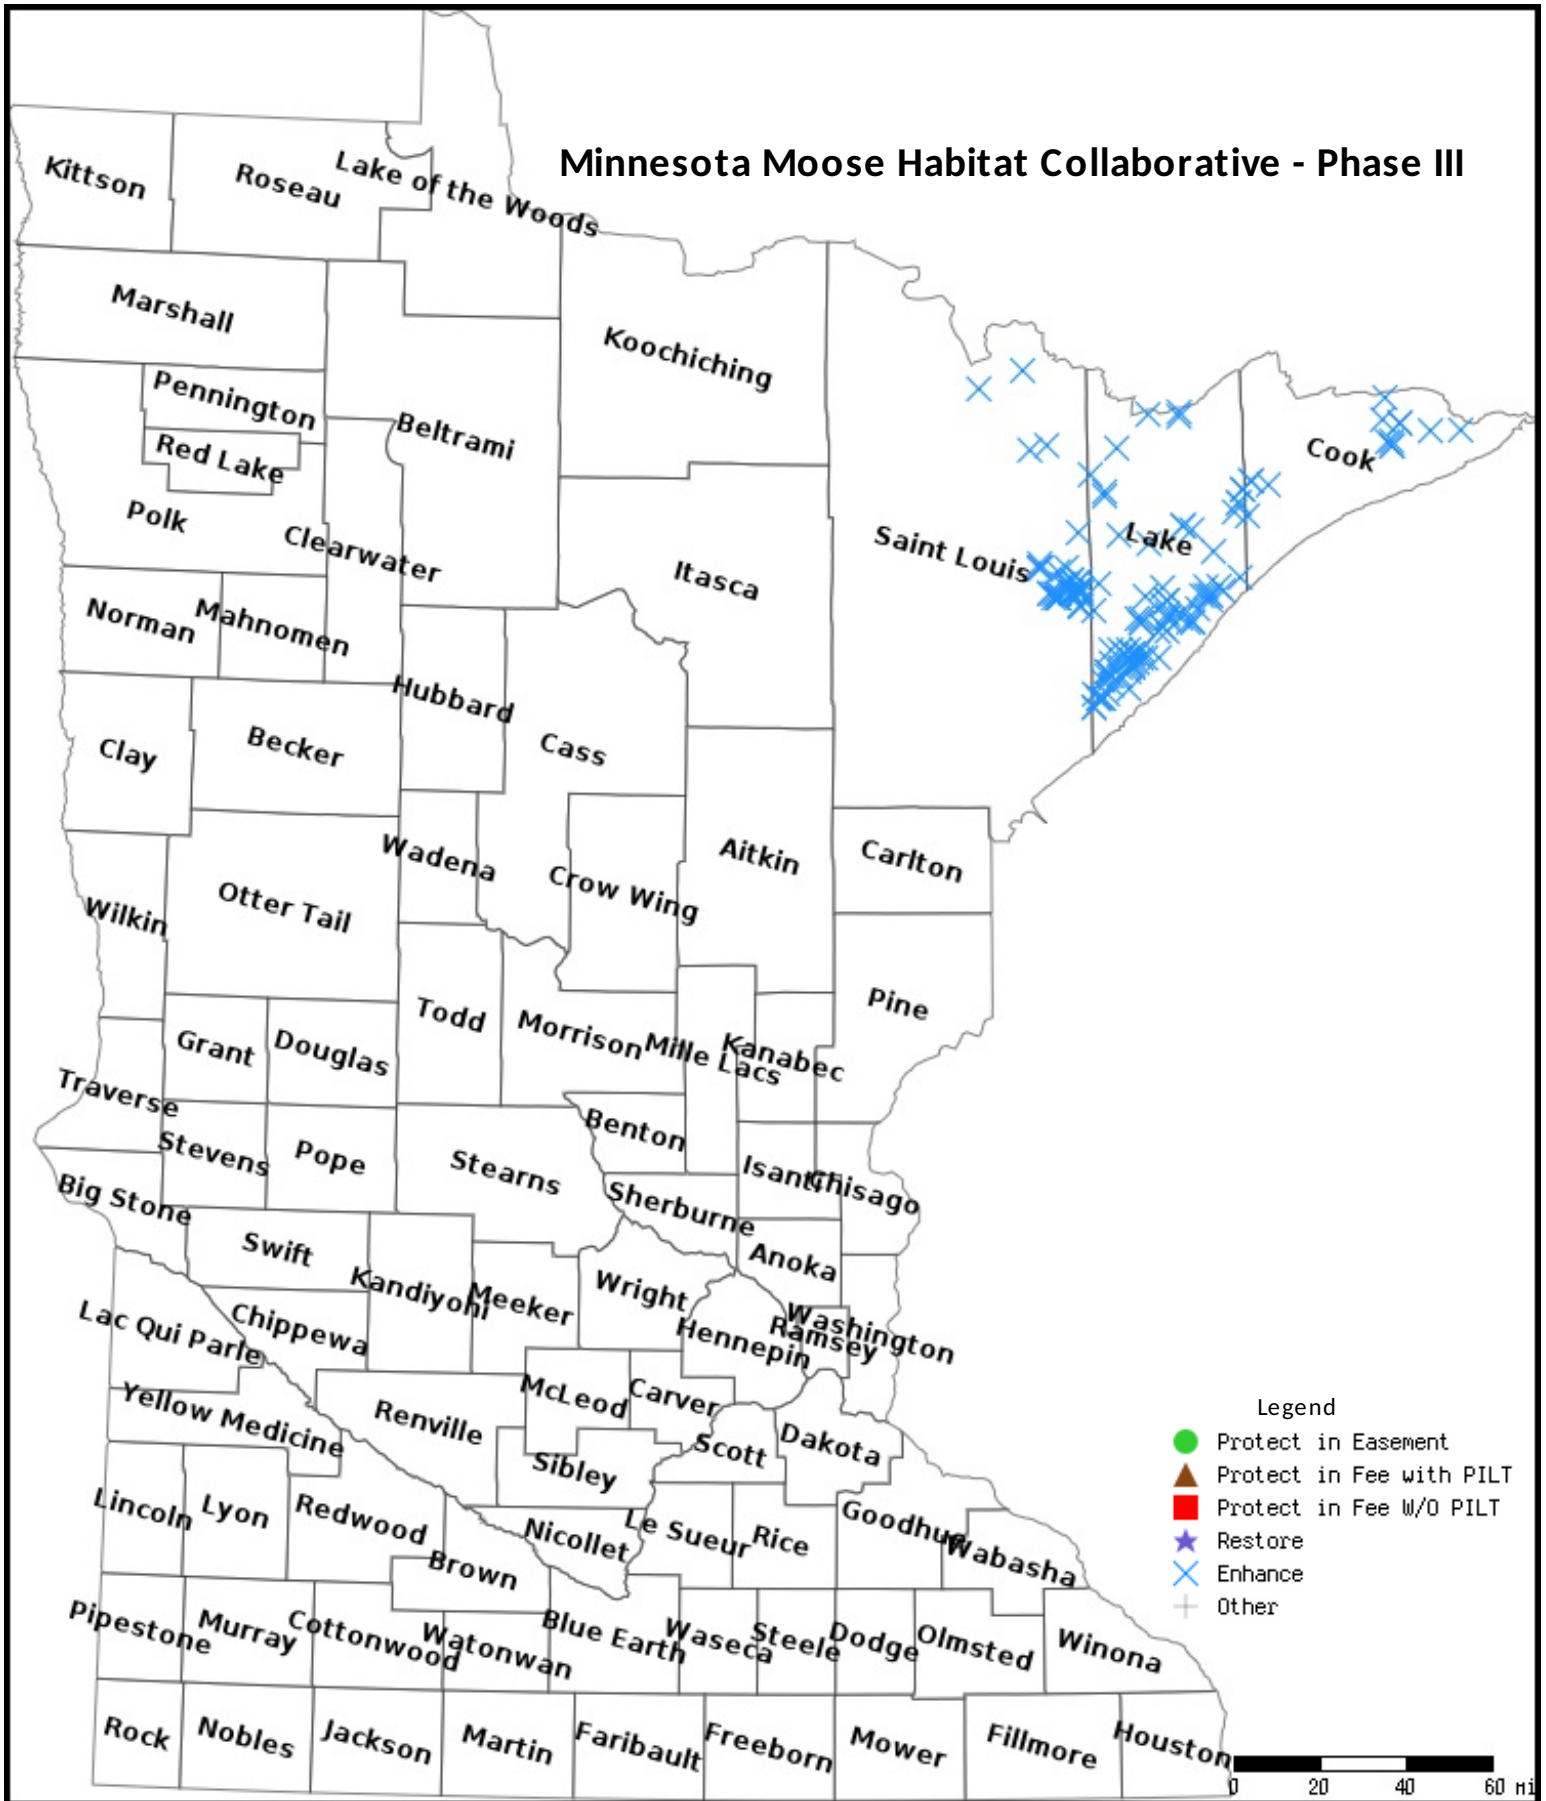 Minnesota Moose Habitat Collaborative - Phase III
Kittson
Roseau
Lake of the Woods
Marshall
Koochiching
Pennington
Beltrami
Red Lake
Cook
Polk
Clearwater
Saint Louis
Lake
Itasca
Norman
Mahnomen
Hubbard
Clay
Becker
Cass
Wadena
Aitkin
Carlton
Crow Wing
Otter Tail
Wilkin
Pine
Todd
Morrison
Mille Lacs
Kanabec
Grant
Douglas
Traverse
Benton
Stevens
Pope
Stearns
Isanti
Chisago
Big Stone
Sherburne
Swift
Anoka
Kandiyohi
Meeker
Wright
Lac Qui Parle
Chippewa
Hennepin
Ramsey
Washington
McLeod
Carver
Yellow Medicine
Renville
Scott
Dakota
Sibley
Lincoln
Lyon
Redwood
Nicollet
Le Sueur
Rice
Goodhue
Wabasha
Brown
Pipestone
Murray
Cottonwood
Watonwan
Blue Earth
Waseca
Steele
Dodge
Olmsted
Winona
Rock
Nobles
Jackson
Martin
Faribault
Freeborn
Mower
Fillmore
Houston
Legend
Protect in Easement
Protect in Fee with PILT
Protect in Fee W/O PILT
Restore
Enhance
Other
0 20 40 60 mi